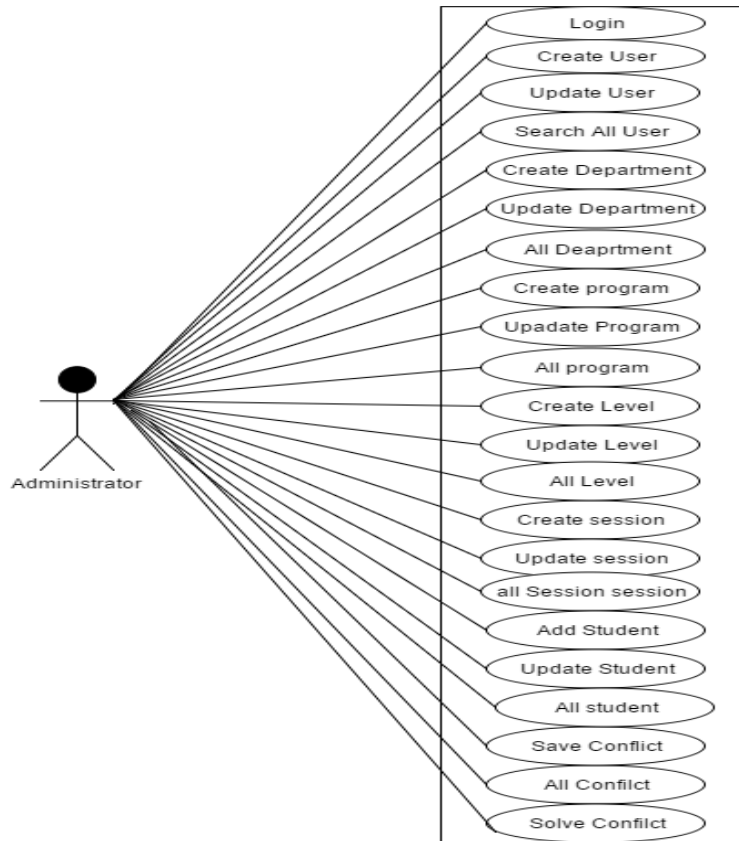 Login
Create User
Update User
Search All User
Create Department
Update Department
All Deaprtment
Create program
Upadate Program
All program
Create Level
Update Level
All Level
Create session
Update session
all Session session
Add Student
Update Student
All student
Save Conflict
All Confilct
Solve Confilct
Administrator